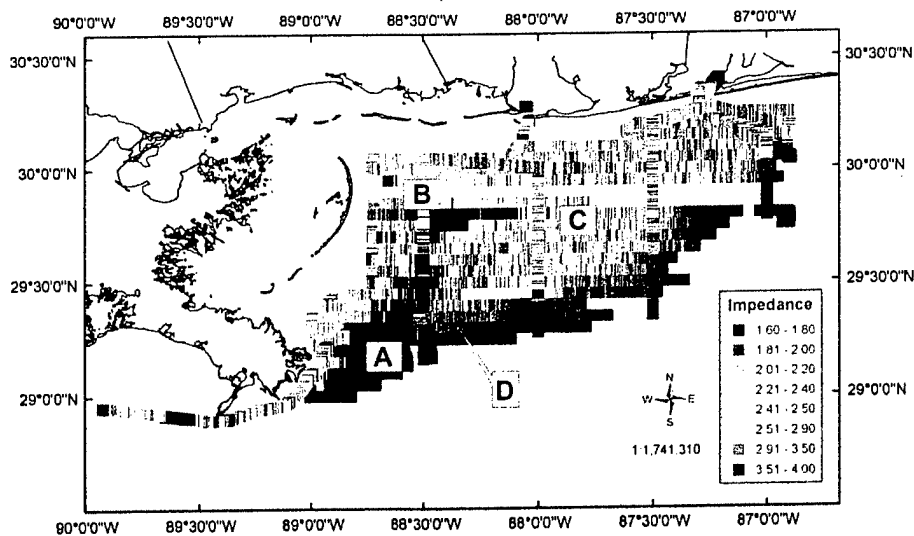 90°0'0"W 89°30'0"W 89°0'0"W 88°30'0"W 88°0'0"W 87°30'0"W 87°0'0"W
30°30'0"N 30°30'0"N
30°0'0"N 30°0'0"N
B
C
29°30'0"N 29°30'0"N
Impedance
1.60 - 1.80
1.81 - 2.00
2.01 - 2.20
2.21 - 2.40
2.41 - 2.50
2.51 - 2.90
2.91 - 3.50
3.51 - 4.00
A
D
29°0'0"N 29°0'0"N
N
W E
S
1:1,741,310
90°0'0"W 89°30'0"W 89°0'0"W 88°30'0"W 88°0'0"W 87°30'0"W 87°0'0"W